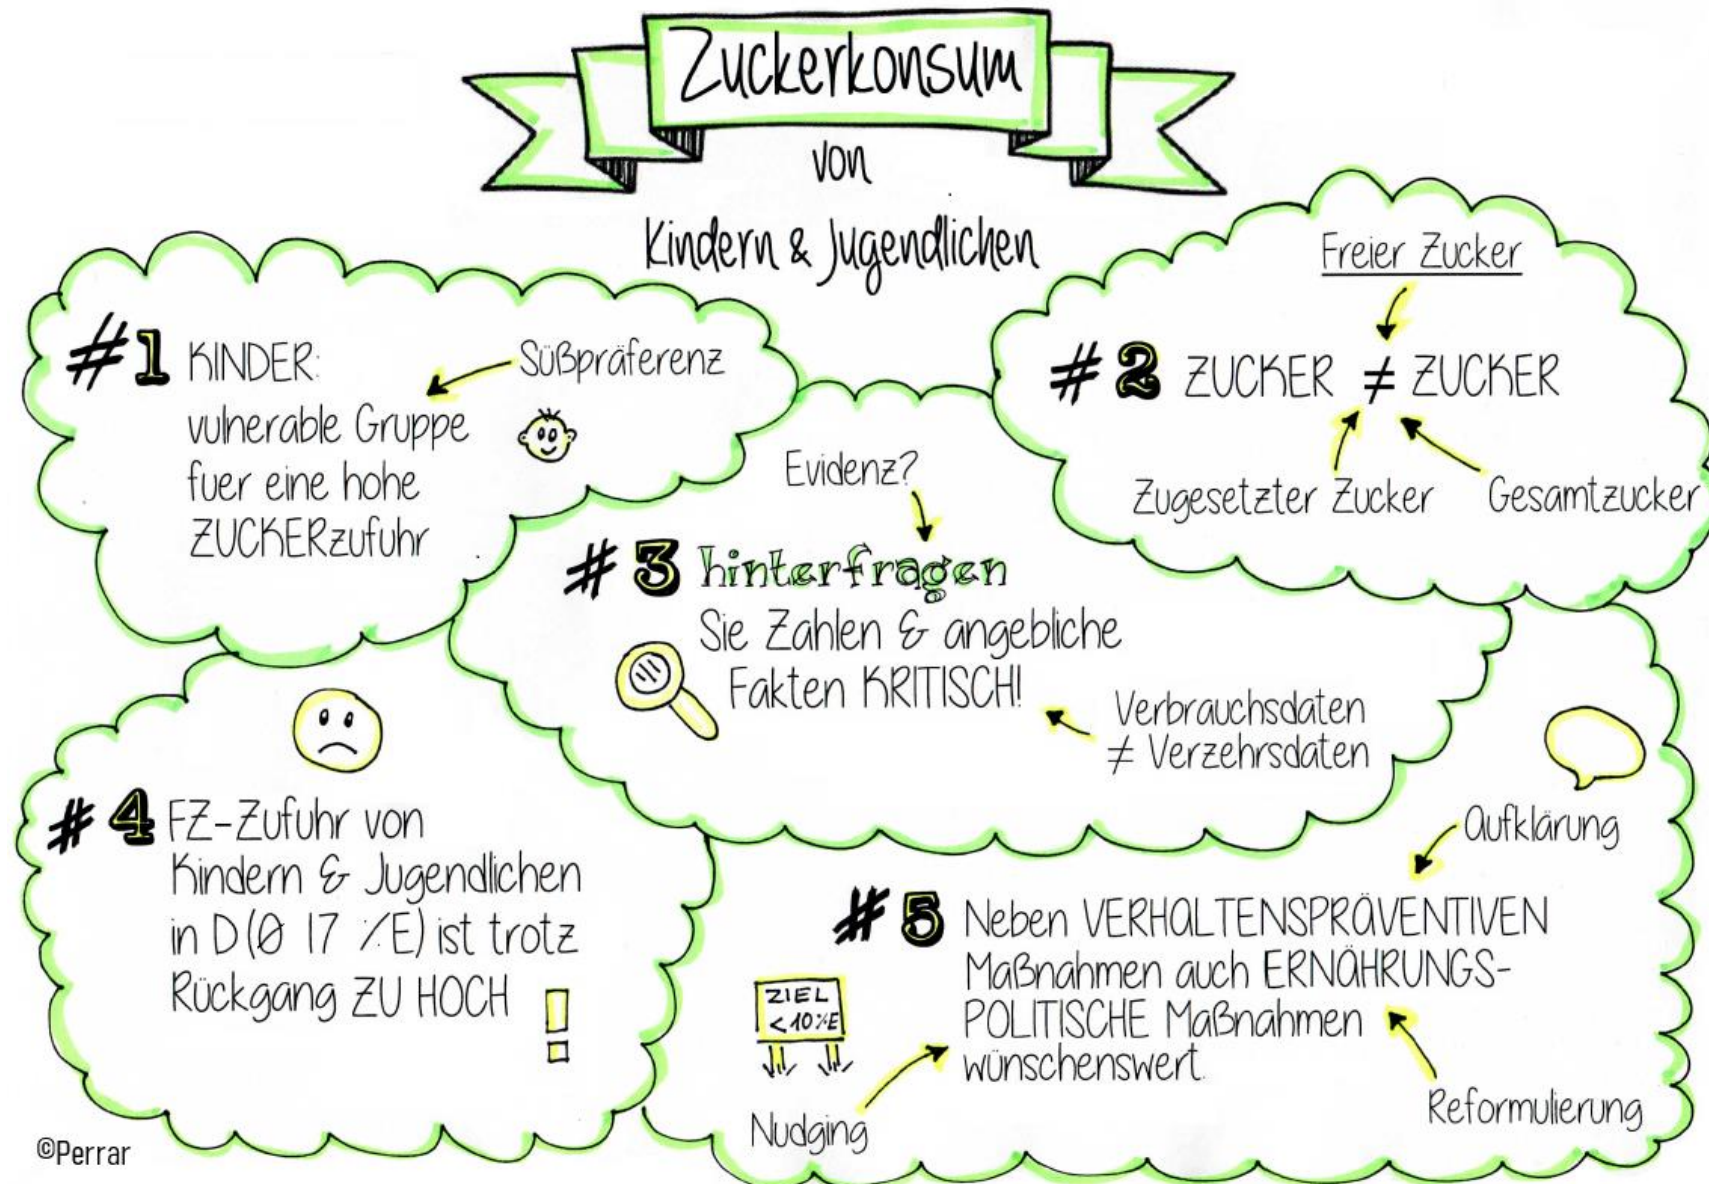 Zuckerkonsum
von
Kindern & Jugendlichen
#1 KINDER:
Süßpräferenz
vulnerable Gruppe
fuer eine hohe
ZUCKERzufuhr
Freier Zucker
#2 ZUCKER ≠ ZUCKER
Zugesetzter Zucker
Gesamtzucker
Evidenz?
#3 hinterfragen
Sie Zahlen & angebliche
Fakten KRITISCH!
Verbrauchsdaten
≠ Verzehrsdaten
#4 FZ-Zufuhr von
Kindern & Jugendlichen
in D (Ø 17 %E) ist trotz
Rückgang ZU HOCH
!
Aufklärung
#5 Neben VERHALTENSPRÄVENTIVEN
Maßnahmen auch ERNÄHRUNGS-
POLITISCHE Maßnahmen
wünschenswert.
ZIEL
<10%E
Nudging
Reformulierung
©Perrar